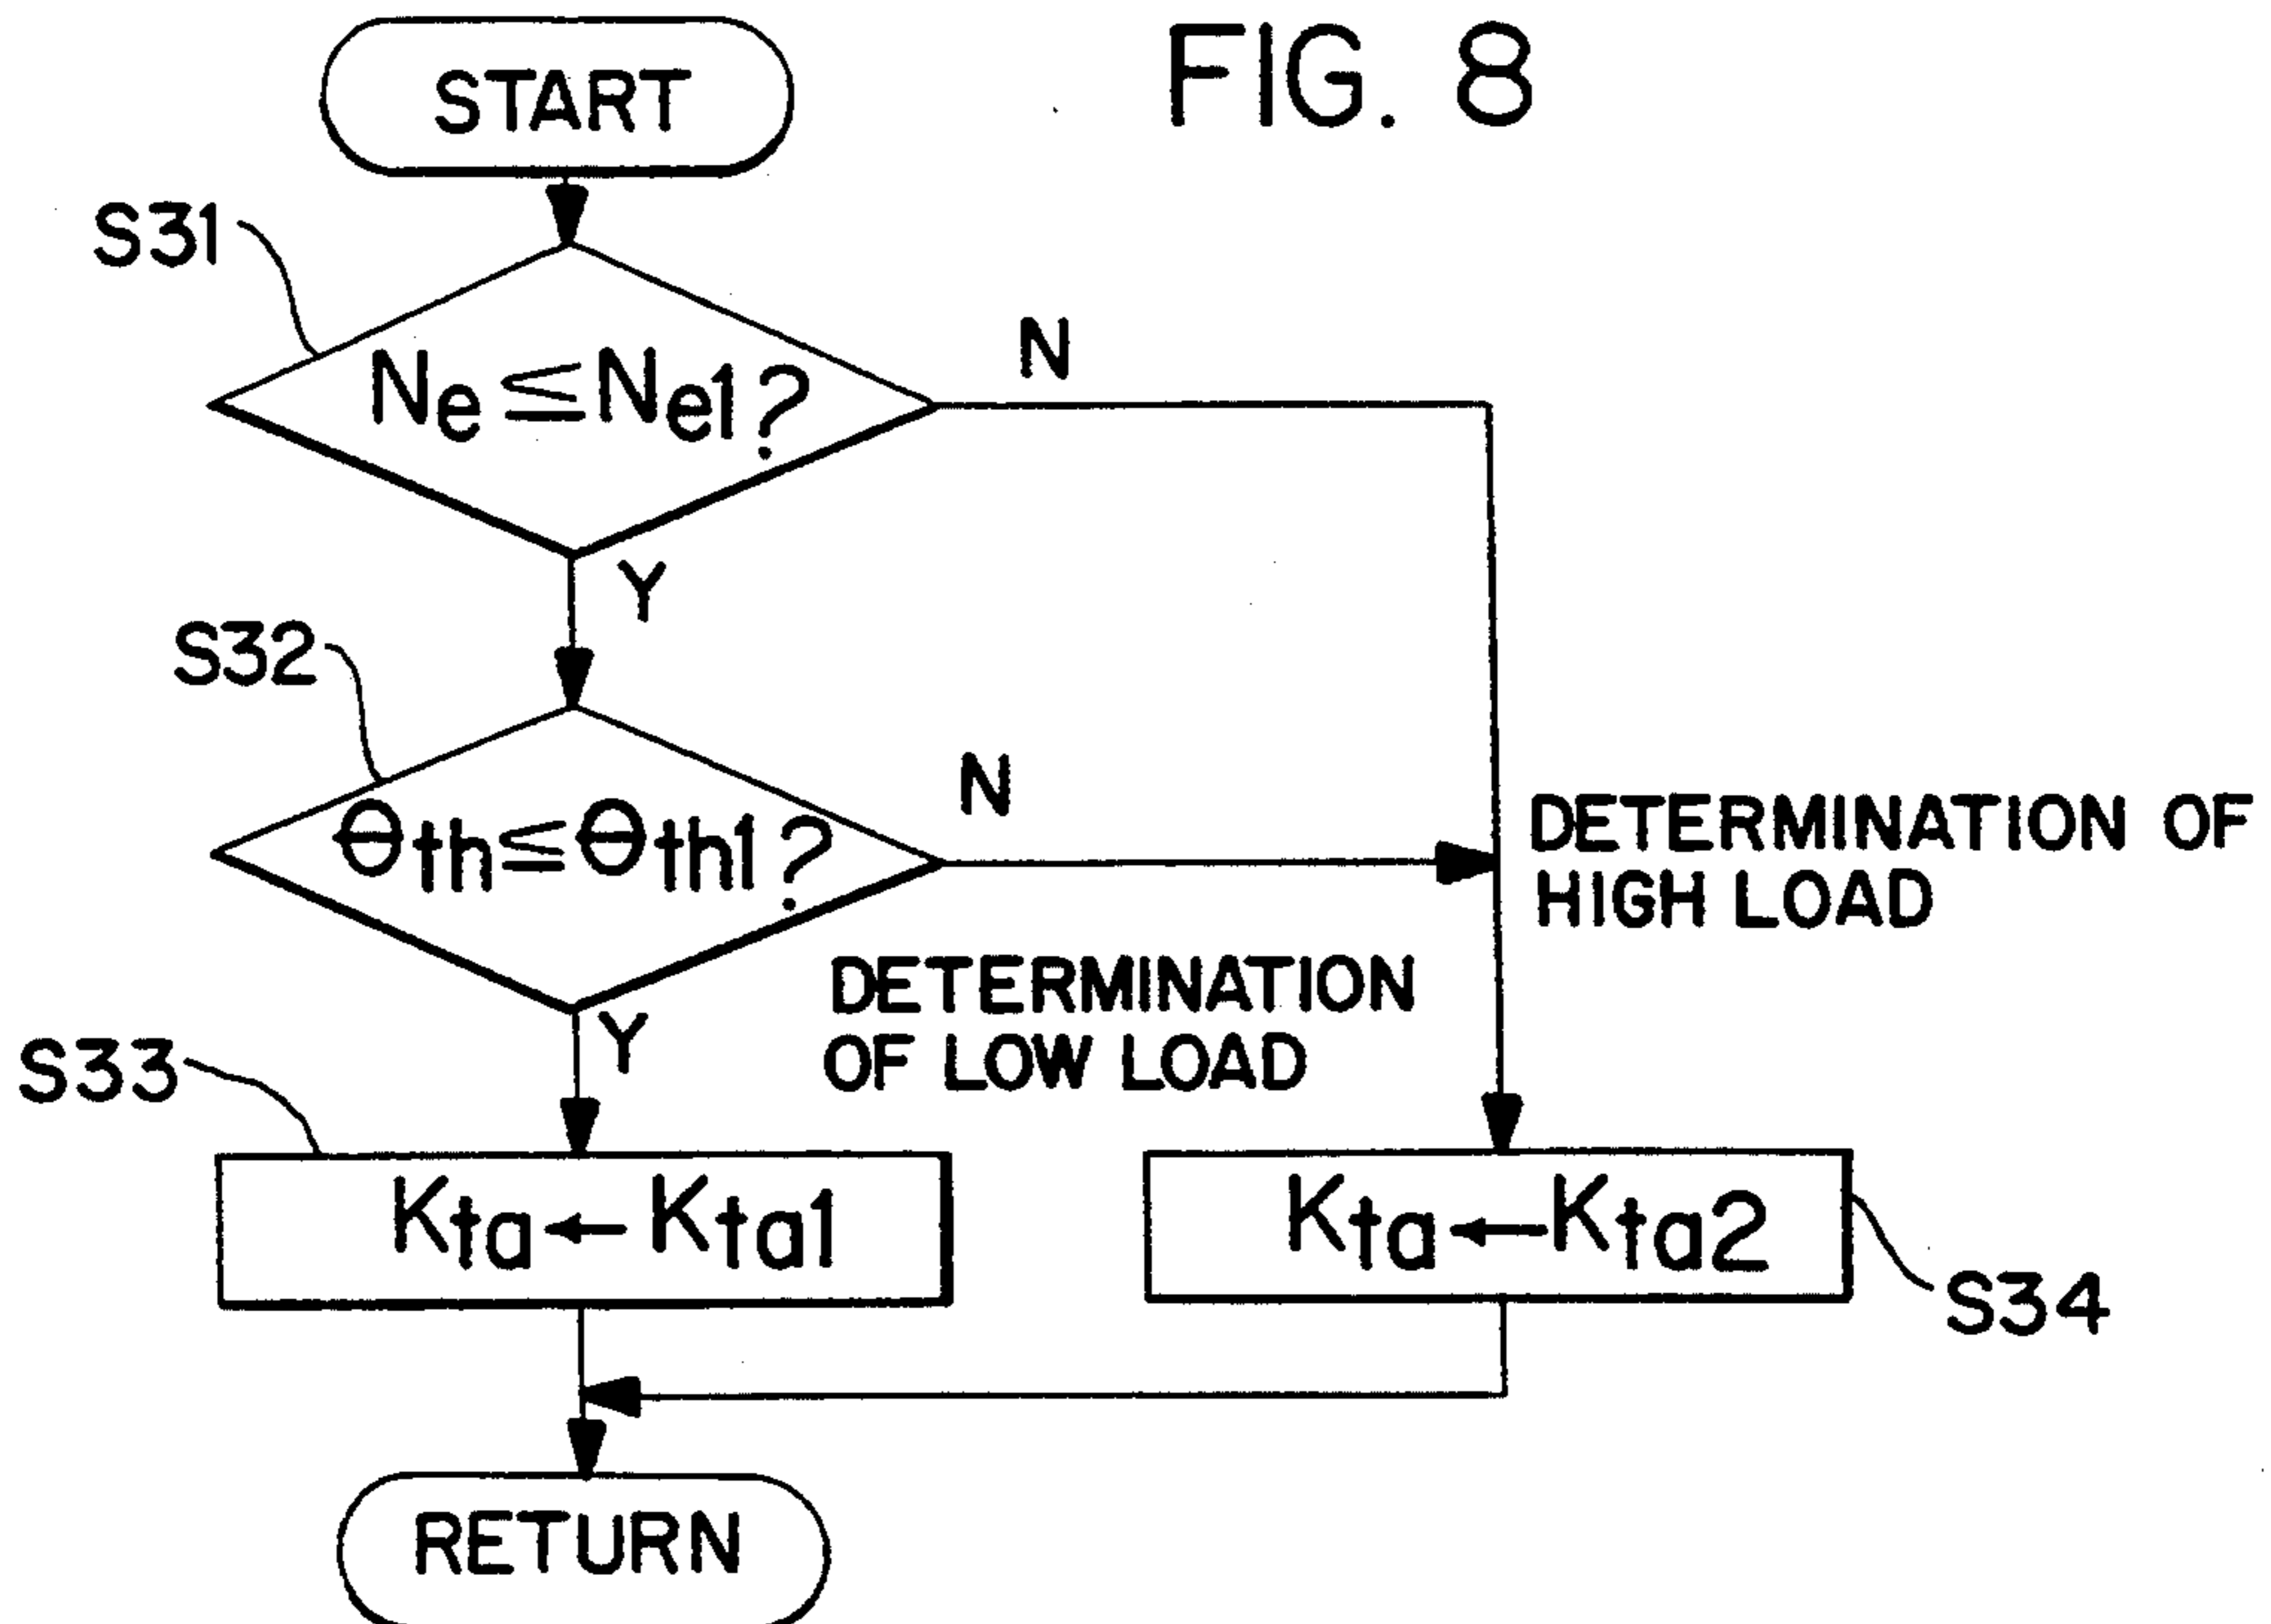 FIG. 8
START
S31
Ne ≦ Ne1?
N
Y
S32
θth ≦ θth1?
N
DETERMINATION OF
HIGH LOAD
Y
DETERMINATION
OF LOW LOAD
S33
Kta ← Kta1
Kta ← Kta2
S34
RETURN